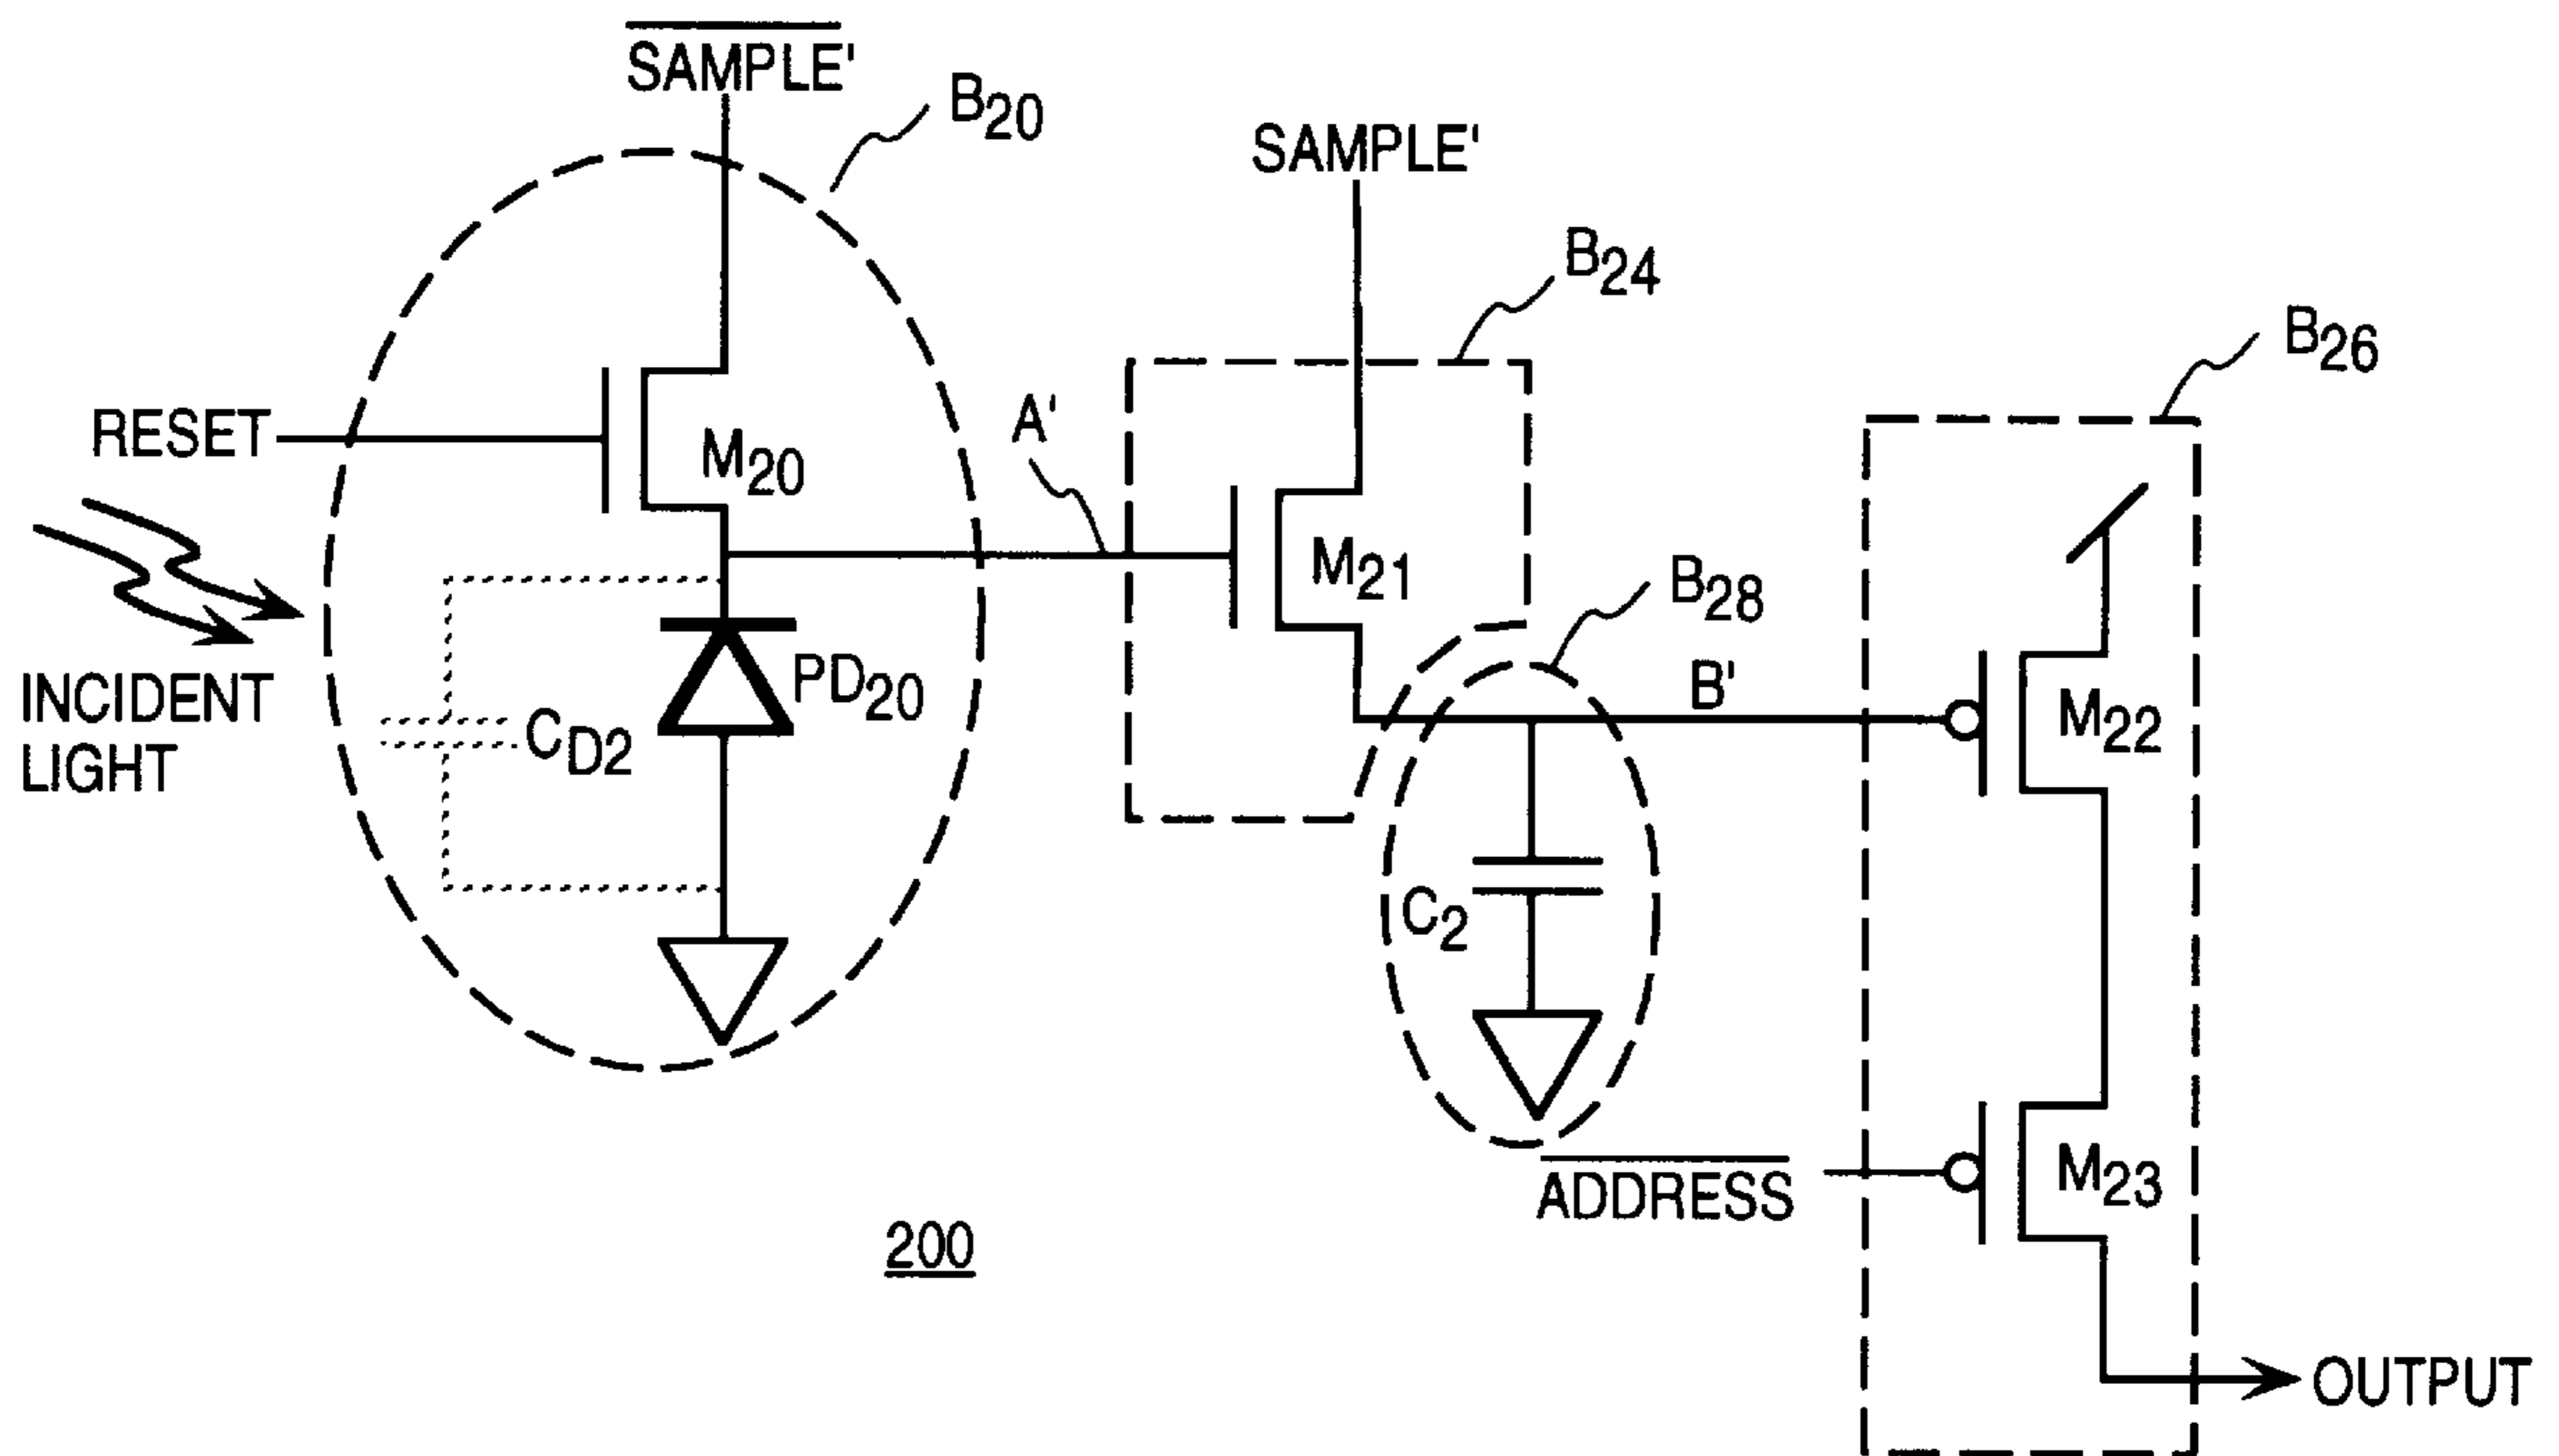 SAMPLE'
B20
SAMPLE'
B24
B26
RESET
M20
A'
M21
B28
INCIDENT
LIGHT
CD2
PD20
B'
M22
C2
ADDRESS
M23
200
OUTPUT